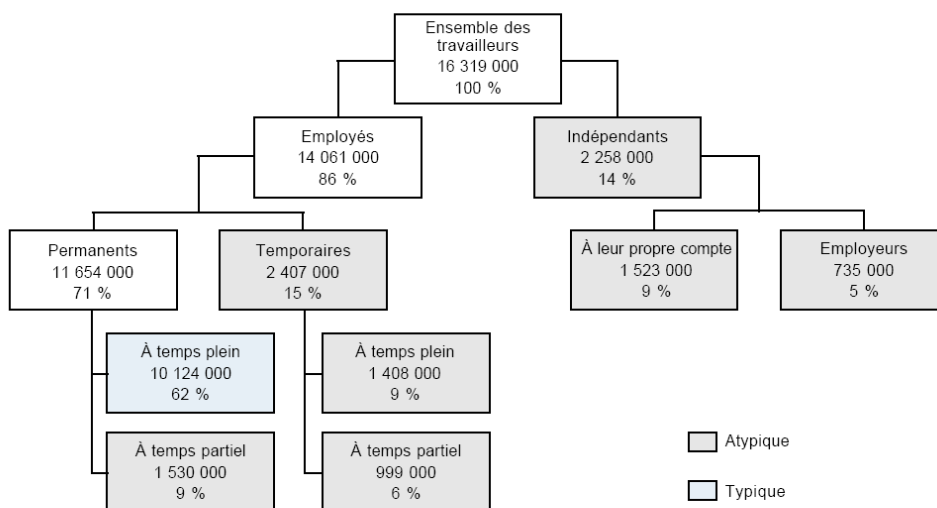 Ensemble des
travailleurs
16 319 000
100 %
Employés
14 061 000
86 %
Indépendants
2 258 000
14 %
Permanents
11 654 000
71 %
Temporaires
2 407 000
15 %
À leur propre compte
1 523 000
9 %
Employeurs
735 000
5 %
À temps plein
10 124 000
62 %
À temps plein
1 408 000
9 %
À temps partiel
1 530 000
9 %
À temps partiel
999 000
6 %
Atypique
Typique